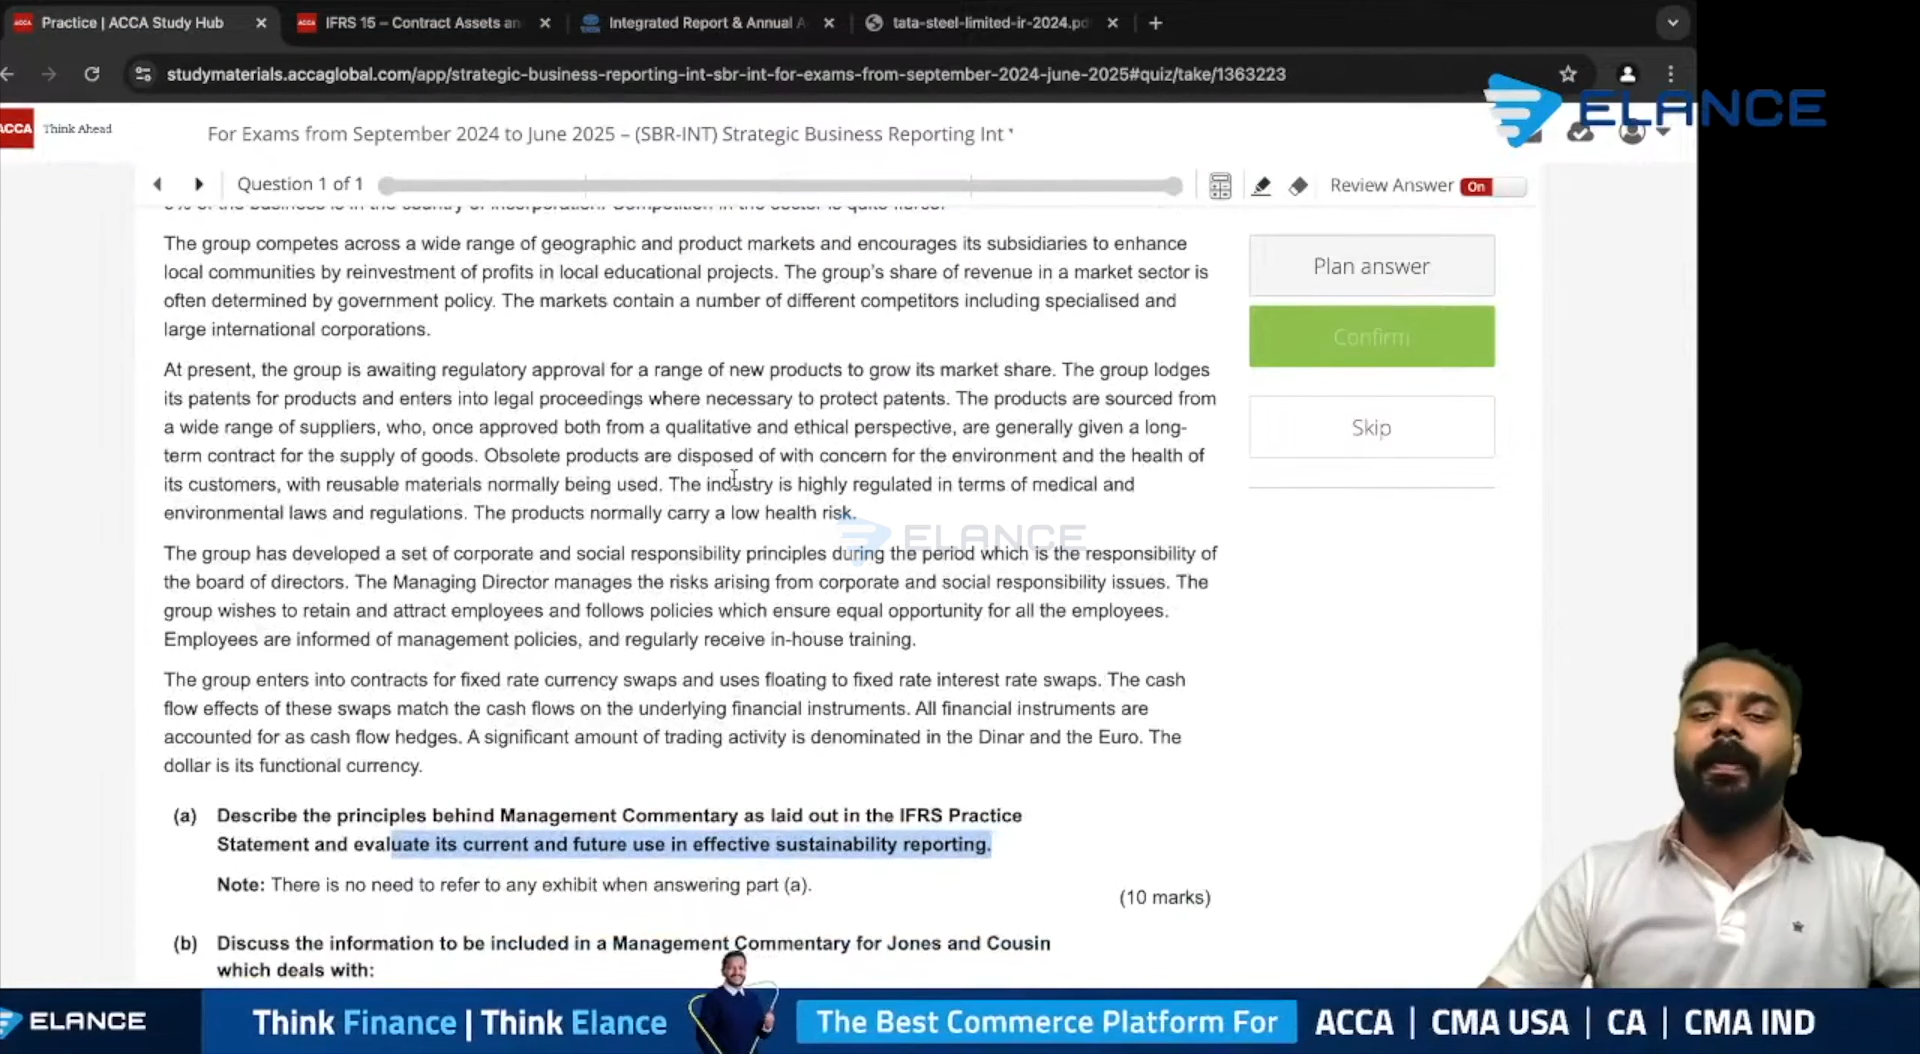 Practice | ACCA Study Hub
IFRS 15 – Contract Assets an
Integrated Report & Annual A
tata-steel-limited-ir-2024.pd
studymaterials.accaglobal.com/app/strategic-business-reporting-int-sbr-int-for-exams-from-september-2024-june-2025#quiz/take/1363223
ELANCE
ACCA Think Ahead
For Exams from September 2024 to June 2025 – (SBR-INT) Strategic Business Reporting Int
Question 1 of 1
Review Answer On
of the business is in the country of incorporation. Competition in the sector is quite
The group competes across a wide range of geographic and product markets and encourages its subsidiaries to enhance
local communities by reinvestment of profits in local educational projects. The group's share of revenue in a market sector is
often determined by government policy. The markets contain a number of different competitors including specialised and
large international corporations.
At present, the group is awaiting regulatory approval for a range of new products to grow its market share. The group lodges
its patents for products and enters into legal proceedings where necessary to protect patents. The products are sourced from
a wide range of suppliers, who, once approved both from a qualitative and ethical perspective, are generally given a long-
term contract for the supply of goods. Obsolete products are disposed of with concern for the environment and the health of
its customers, with reusable materials normally being used. The industry is highly regulated in terms of medical and
environmental laws and regulations. The products normally carry a low health risk.
ELANCE
The group has developed a set of corporate and social responsibility principles during the period which is the responsibility of
the board of directors. The Managing Director manages the risks arising from corporate and social responsibility issues. The
group wishes to retain and attract employees and follows policies which ensure equal opportunity for all the employees.
Employees are informed of management policies, and regularly receive in-house training.
The group enters into contracts for fixed rate currency swaps and uses floating to fixed rate interest rate swaps. The cash
flow effects of these swaps match the cash flows on the underlying financial instruments. All financial instruments are
accounted for as cash flow hedges. A significant amount of trading activity is denominated in the Dinar and the Euro. The
dollar is its functional currency.
(a) Describe the principles behind Management Commentary as laid out in the IFRS Practice
Statement and evaluate its current and future use in effective sustainability reporting.
Note: There is no need to refer to any exhibit when answering part (a).
(10 marks)
(b) Discuss the information to be included in a Management Commentary for Jones and Cousin
which deals with:
Plan answer
Confirm
Skip
ELANCE
Think Finance | Think Elance
The Best Commerce Platform For
ACCA | CMA USA | CA | CMA IND